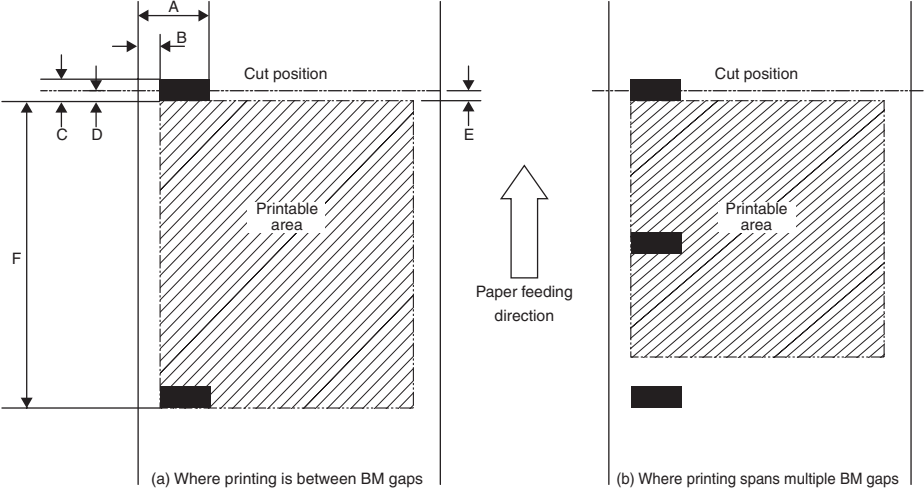 A
B
Cut position
C
D
E
F
Printable
area
Paper feeding
direction
(a) Where printing is between BM gaps
Cut position
Printable
area
(b) Where printing spans multiple BM gaps